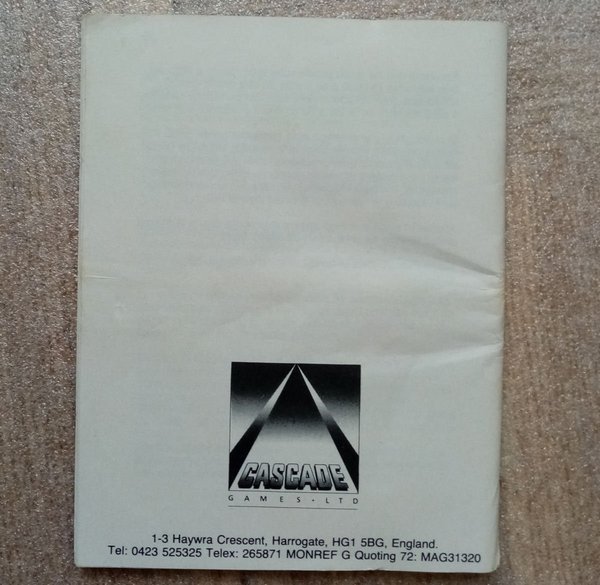 CASCADE
GAMES · LTD
1-3 Haywra Crescent, Harrogate, HG1 5BG, England.
Tel: 0423 525325 Telex: 265871 MONREF G Quoting 72: MAG31320